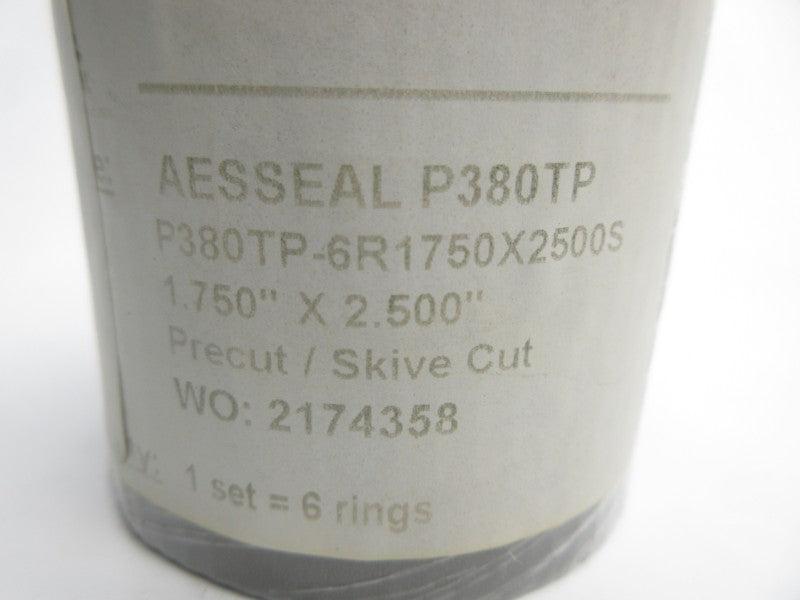 AESSEAL P380TP
P380TP-6R1750X2500S
1.750" X 2.500"
Precut / Skive Cut
WO: 2174358
1 set = 6 rings